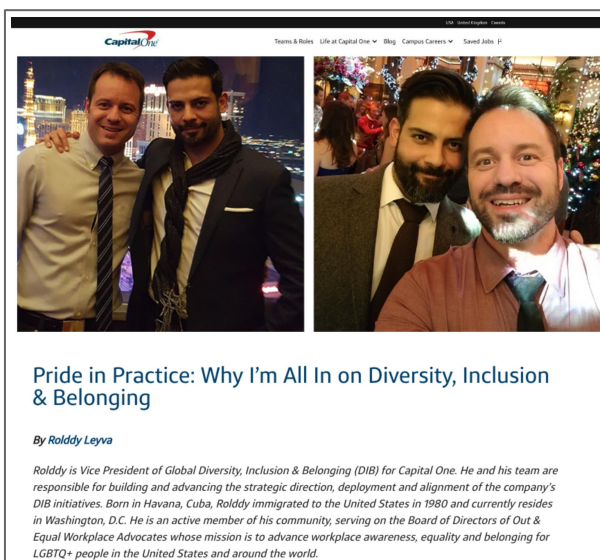 USA United Kingdom Canada
Capital One
Teams & Roles Life at Capital One Blog Campus Careers Saved Jobs
Pride in Practice: Why I'm All In on Diversity, Inclusion
& Belonging
By Rolddy Leyva
Rolddy is Vice President of Global Diversity, Inclusion & Belonging (DIB) for Capital One. He and his team are
responsible for building and advancing the strategic direction, deployment and alignment of the company's
DIB initiatives. Born in Havana, Cuba, Rolddy immigrated to the United States in 1980 and currently resides
in Washington, D.C. He is an active member of his community, serving on the Board of Directors of Out &
Equal Workplace Advocates whose mission is to advance workplace awareness, equality and belonging for
LGBTQ+ people in the United States and around the world.